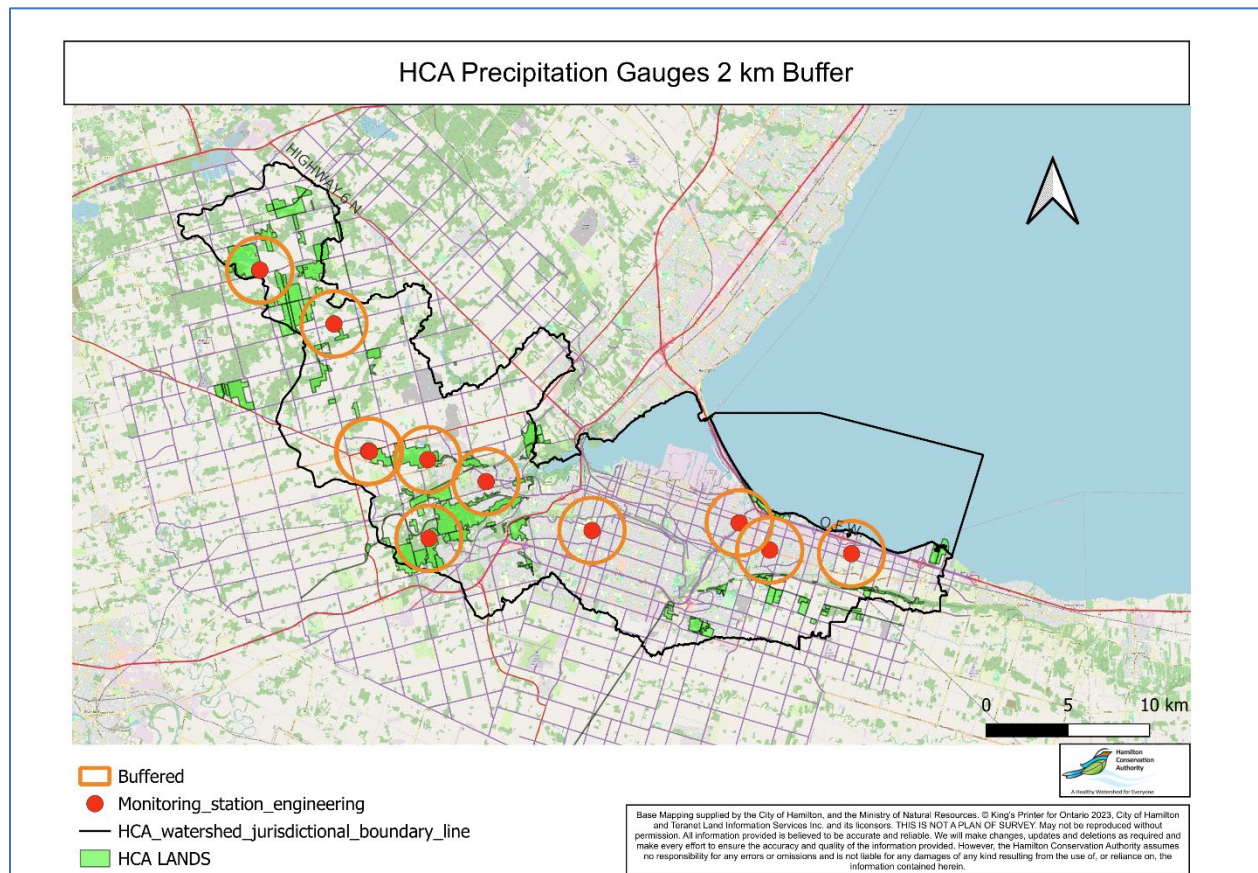 HCA Precipitation Gauges 2 km Buffer
HIGHWAY 6 N
Q E W
0 5 10 km
Hamilton
Conservation
Authority
A Healthy Watershed for Everyone
Buffered
Monitoring_station_engineering
HCA_watershed_jurisdictional_boundary_line
HCA LANDS
Base Mapping supplied by the City of Hamilton, and the Ministry of Natural Resources. © King's Printer for Ontario 2023, City of Hamilton
and Teranet Land Information Services Inc. and its licensors. THIS IS NOT A PLAN OF SURVEY. May not be reproduced without
permission. All information provided is believed to be accurate and reliable. We will make changes, updates and deletions as required and
make every effort to ensure the accuracy and quality of the information provided. However, the Hamilton Conservation Authority assumes
no responsibility for any errors or omissions and is not liable for any damages of any kind resulting from the use of, or reliance on, the
information contained herein.